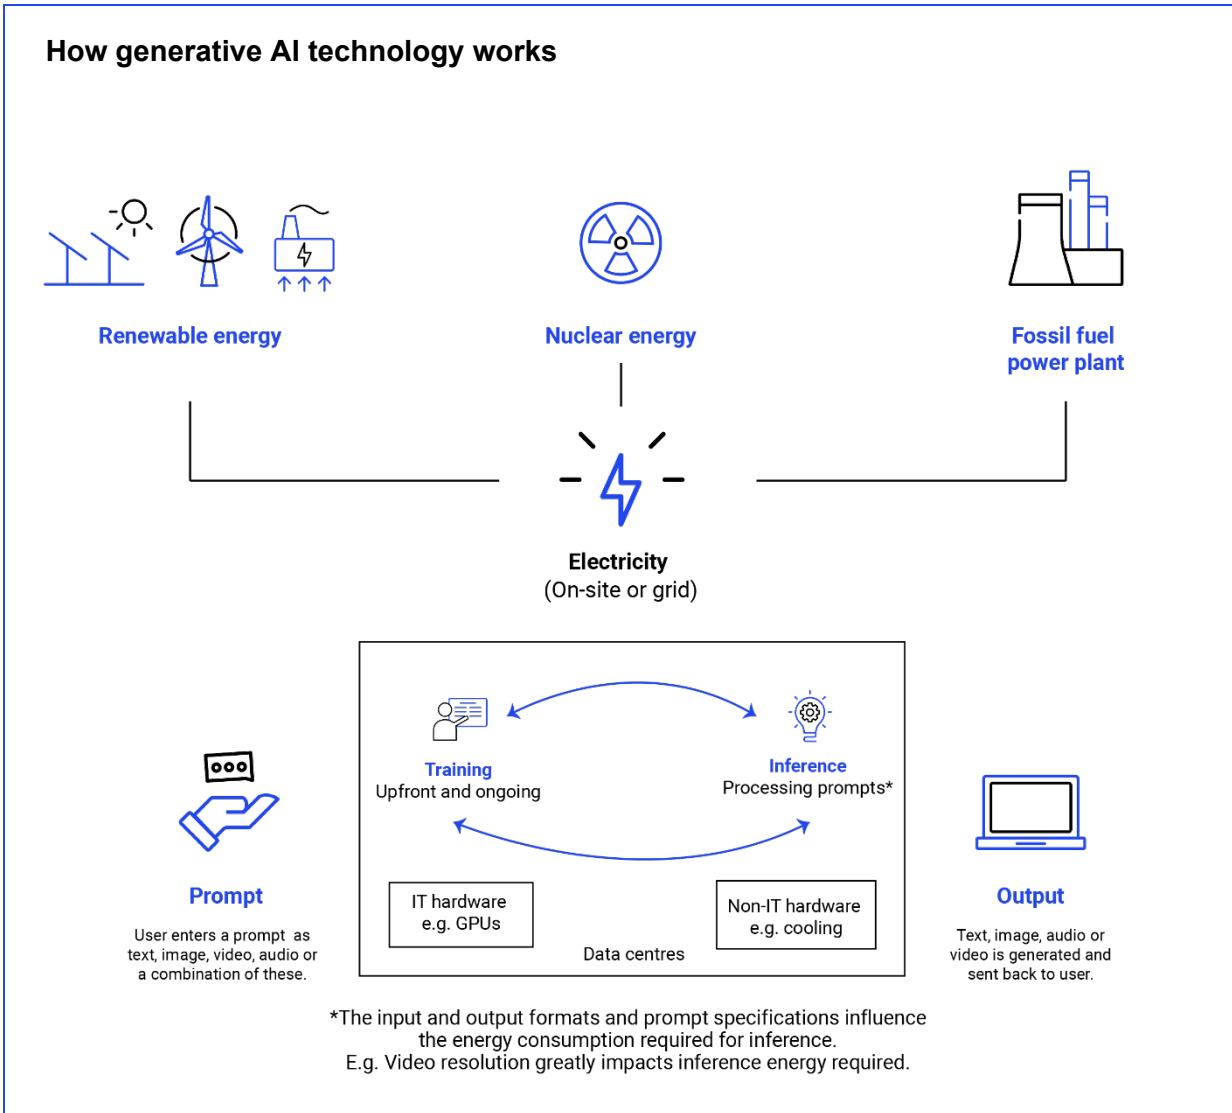 How generative AI technology works
Renewable energy
Nuclear energy
Fossil fuel
power plant
Electricity
(On-site or grid)
Training
Upfront and ongoing
Inference
Processing prompts*
Prompt
User enters a prompt as
text, image, video, audio or
a combination of these.
IT hardware
e.g. GPUs
Non-IT hardware
e.g. cooling
Data centres
Output
Text, image, audio or
video is generated and
sent back to user.
*The input and output formats and prompt specifications influence
the energy consumption required for inference.
E.g. Video resolution greatly impacts inference energy required.